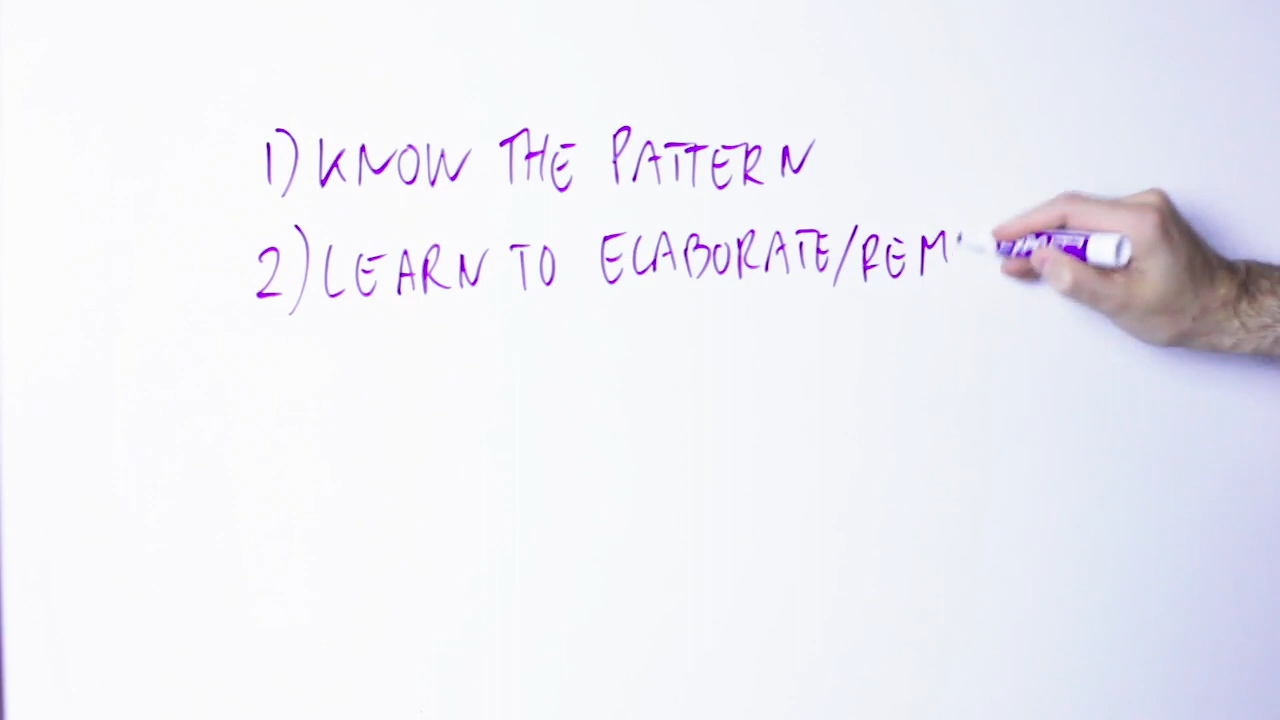 1) KNOW THE PATTERN
2) LEARN TO ELABORATE/REM